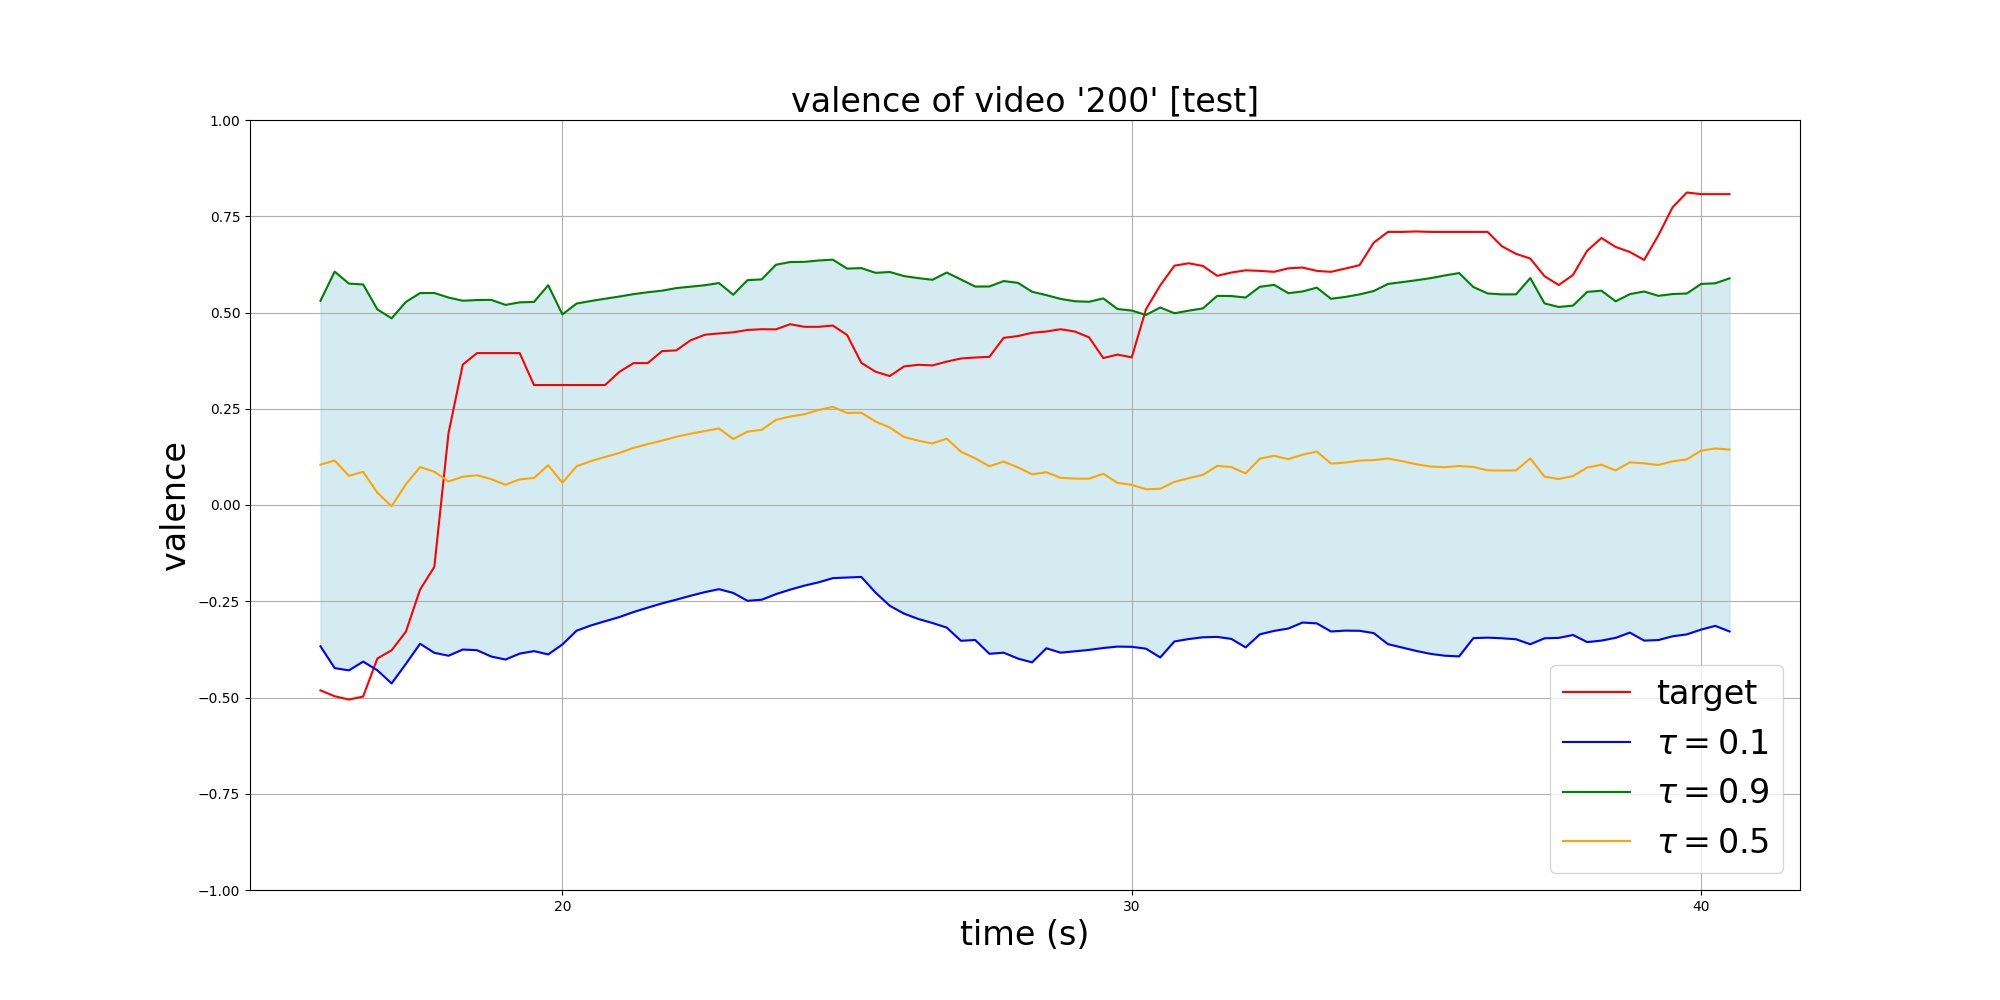 valence of video '200' [test]
1.00
0.75
0.50
0.25
0.00
−0.25
−0.50
−0.75
−1.00
valence
20
30
40
time (s)
target
τ = 0.1
τ = 0.9
τ = 0.5